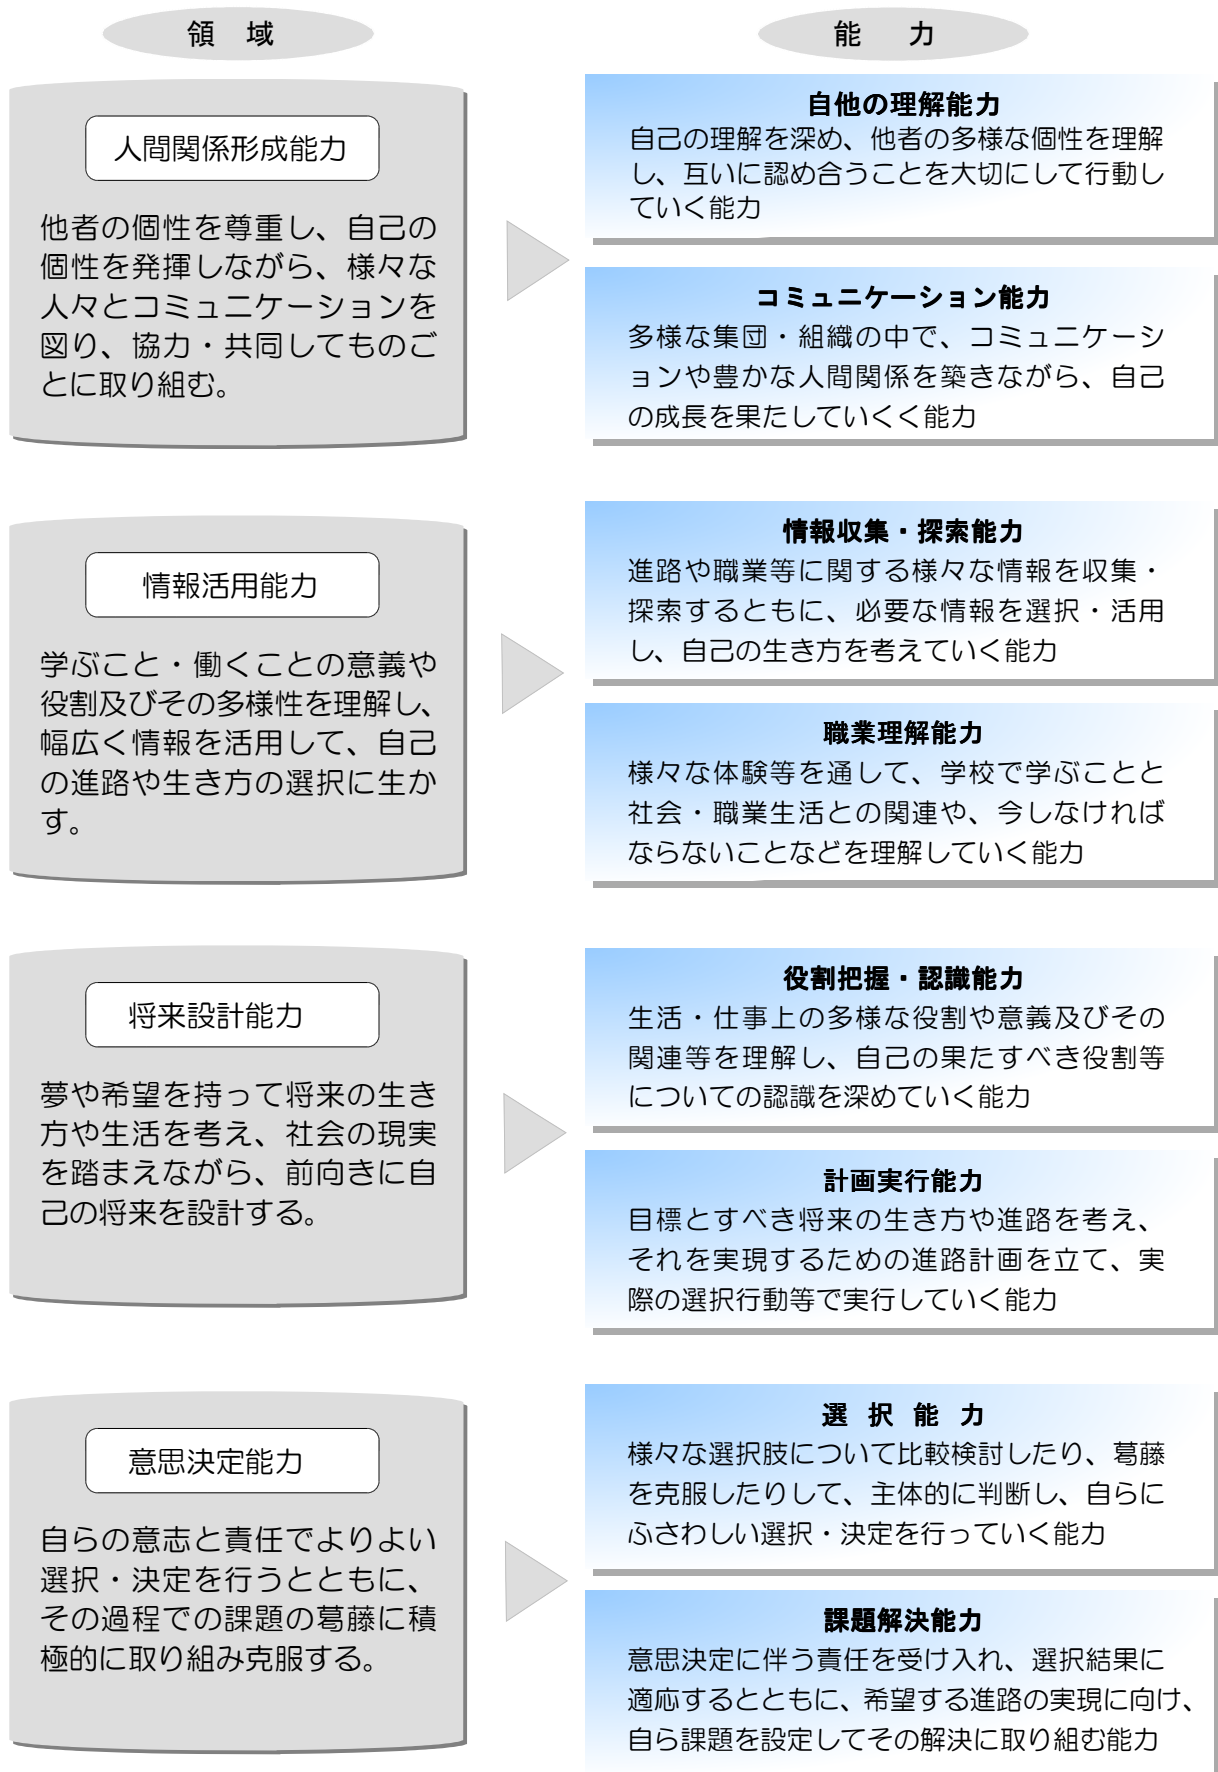 領 域
能 力
人間関係形成能力
他者の個性を尊重し、自己の
個性を発揮しながら、様々な
人々とコミュニケーションを
図り、協力・共同してものご
とに取り組む。
自他の理解能力
自己の理解を深め、他者の多様な個性を理解
し、互いに認め合うことを大切にして行動し
ていく能力
コミュニケーション能力
多様な集団・組織の中で、コミュニケーシ
ョンや豊かな人間関係を築きながら、自己
の成長を果たしていくく能力
情報活用能力
学ぶこと・働くことの意義や
役割及びその多様性を理解し、
幅広く情報を活用して、自己
の進路や生き方の選択に生か
す。
情報収集・探索能力
進路や職業等に関する様々な情報を収集・
探索するともに、必要な情報を選択・活用
し、自己の生き方を考えていく能力
職業理解能力
様々な体験等を通して、学校で学ぶことと
社会・職業生活との関連や、今しなければ
ならないことなどを理解していく能力
将来設計能力
夢や希望を持って将来の生き
方や生活を考え、社会の現実
を踏まえながら、前向きに自
己の将来を設計する。
役割把握・認識能力
生活・仕事上の多様な役割や意義及びその
関連等を理解し、自己の果たすべき役割等
についての認識を深めていく能力
計画実行能力
目標とすべき将来の生き方や進路を考え、
それを実現するための進路計画を立て、実
際の選択行動等で実行していく能力
意思決定能力
自らの意志と責任でよりよい
選択・決定を行うとともに、
その過程での課題の葛藤に積
極的に取り組み克服する。
選 択 能 力
様々な選択肢について比較検討したり、葛藤
を克服したりして、主体的に判断し、自らに
ふさわしい選択・決定を行っていく能力
課題解決能力
意思決定に伴う責任を受け入れ、選択結果に
適応するとともに、希望する進路の実現に向け、
自ら課題を設定してその解決に取り組む能力